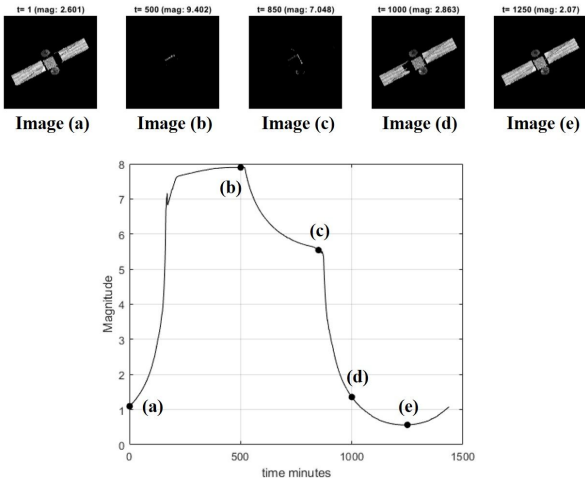 t= 1 (mag: 2.601)
t= 500 (mag: 9.402)
t= 850 (mag: 7.048)
t= 1000 (mag: 2.863)
t= 1250 (mag: 2.07)
Image (a)
Image (b)
Image (c)
Image (d)
Image (e)
8
7
6
5
4
3
2
1
0
Magnitude
(b)
(c)
(d)
(a)
(e)
0
500
1000
1500
time minutes